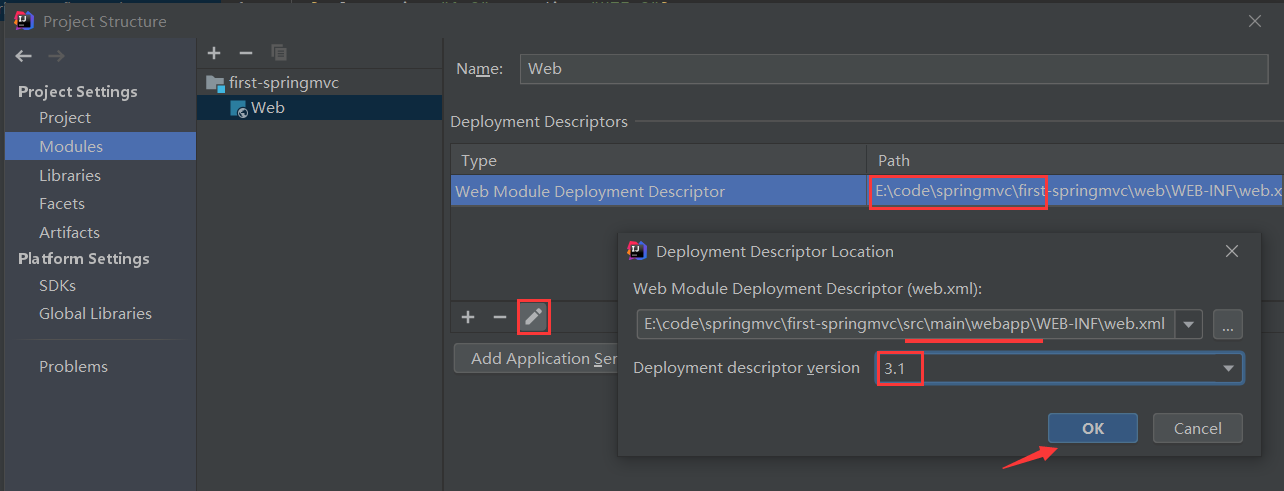 Project Structure
Project Settings
Project
Modules
Libraries
Facets
Artifacts
Platform Settings
SDKs
Global Libraries
Problems
first-springmvc
Web
Name: Web
Deployment Descriptors
Type Path
Web Module Deployment Descriptor E:\code\springmvc\first-springmvc\web\WEB-INF\web.x
Add Application Ser
Deployment Descriptor Location
Web Module Deployment Descriptor (web.xml):
E:\code\springmvc\first-springmvc\src\main\webapp\WEB-INF\web.xml ...
Deployment descriptor version 3.1
OK Cancel